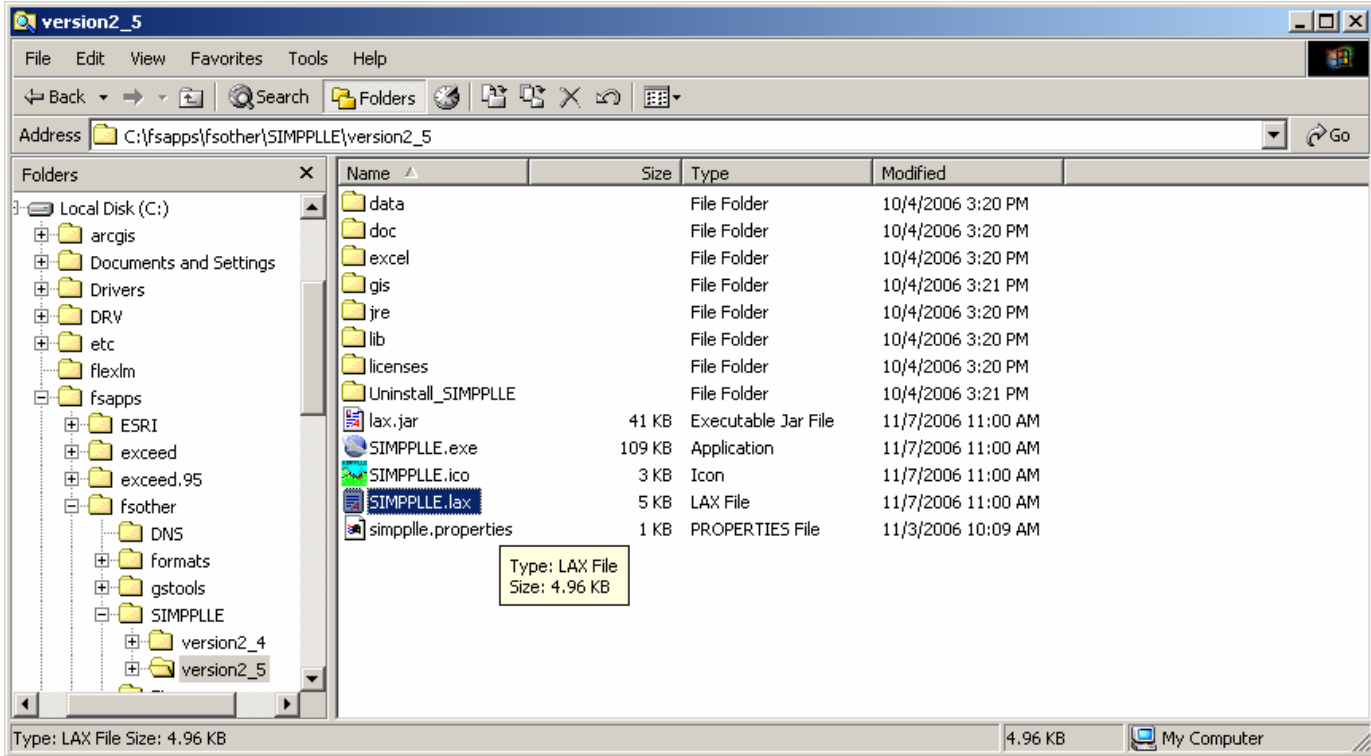 version2_5
File Edit View Favorites Tools Help
Back Search Folders
Address C:\fsapps\fsother\SIMPPLLE\version2_5 Go
Folders
Local Disk (C:)
arcgis
Documents and Settings
Drivers
DRV
etc
flexlm
fsapps
ESRI
exceed
exceed.95
fsother
DNS
formats
gstools
SIMPPLLE
version2_4
version2_5
Name Size Type Modified
data File Folder 10/4/2006 3:20 PM
doc File Folder 10/4/2006 3:20 PM
excel File Folder 10/4/2006 3:20 PM
gis File Folder 10/4/2006 3:21 PM
jre File Folder 10/4/2006 3:20 PM
lib File Folder 10/4/2006 3:20 PM
licenses File Folder 10/4/2006 3:20 PM
Uninstall_SIMPPLLE File Folder 10/4/2006 3:21 PM
lax.jar 41 KB Executable Jar File 11/7/2006 11:00 AM
SIMPPLLE.exe 109 KB Application 11/7/2006 11:00 AM
SIMPPLLE.ico 3 KB Icon 11/7/2006 11:00 AM
SIMPPLLE.lax 5 KB LAX File 11/7/2006 11:00 AM
simpplle.properties 1 KB PROPERTIES File 11/3/2006 10:09 AM
Type: LAX File
Size: 4.96 KB
Type: LAX File Size: 4.96 KB 4.96 KB My Computer